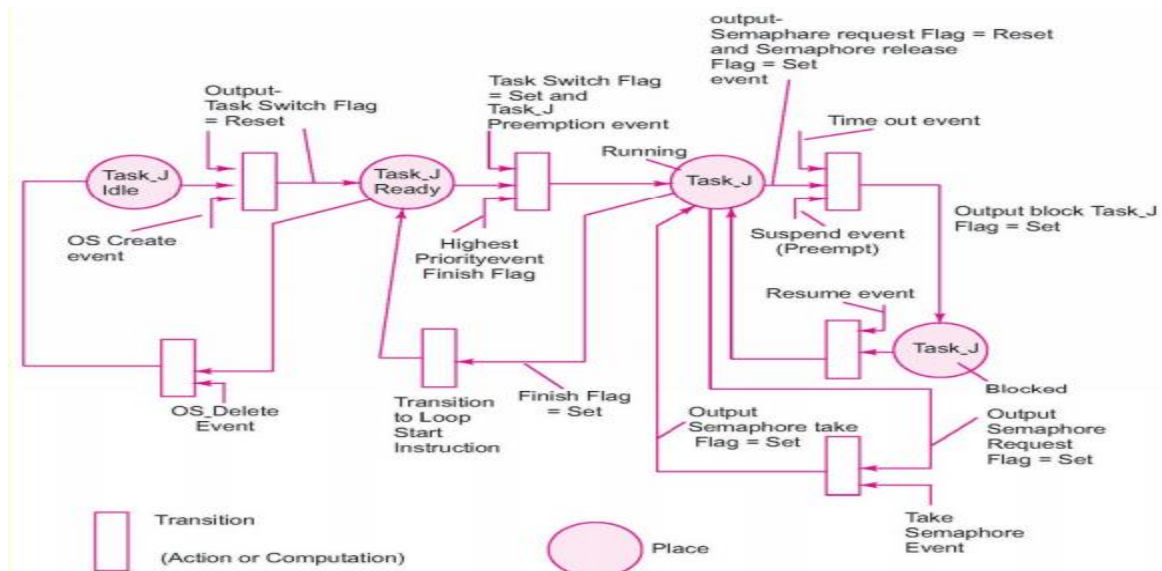 output-
Semaphare request Flag = Reset
and Semaphore release
Flag = Set
event
Output-
Task Switch Flag
= Reset
Task Switch Flag
= Set and
Task_J
Preemption event
Time out event
Running
Task_J
Idle
Task_J
Ready
Task_J
OS Create
event
Highest
Priorityevent
Finish Flag
Suspend event
(Preempt)
Output block Task_J
Flag = Set
Resume event
Task_J
Blocked
OS_Delete
Event
Transition
to Loop
Start
Instruction
Finish Flag
= Set
Output
Semaphore take
Flag = Set
Output
Semaphore
Request
Flag = Set
Take
Semaphore
Event
Transition
(Action or Computation)
Place